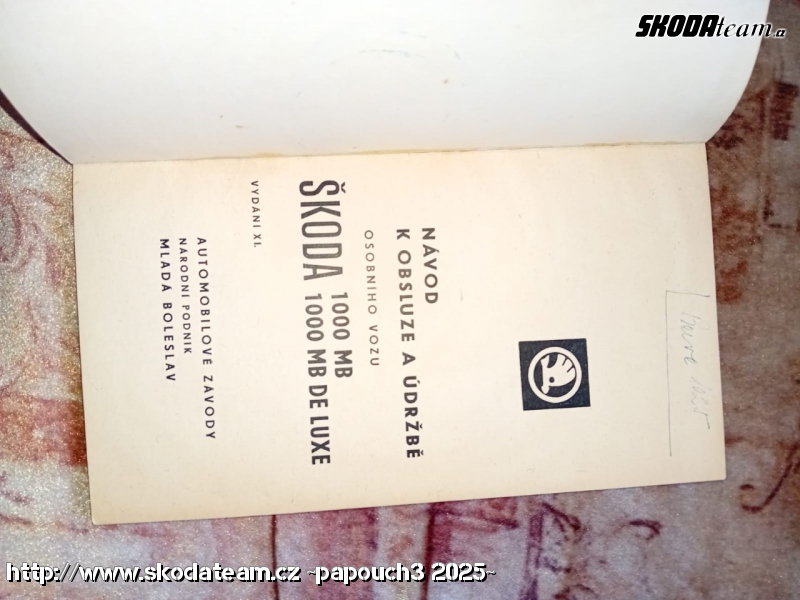 ŠKODAteam.cz
NÁVOD
K OBSLUZE A ÚDRŽBĚ
OSOBNÍHO VOZU
ŠKODA 1000 MB
1000 MB DE LUXE
VYDÁNÍ XI.
AUTOMOBILOVÉ ZÁVODY
NÁRODNÍ PODNIK
MLADÁ BOLESLAV
http://www.skodateam.cz ~papouch3 2025~